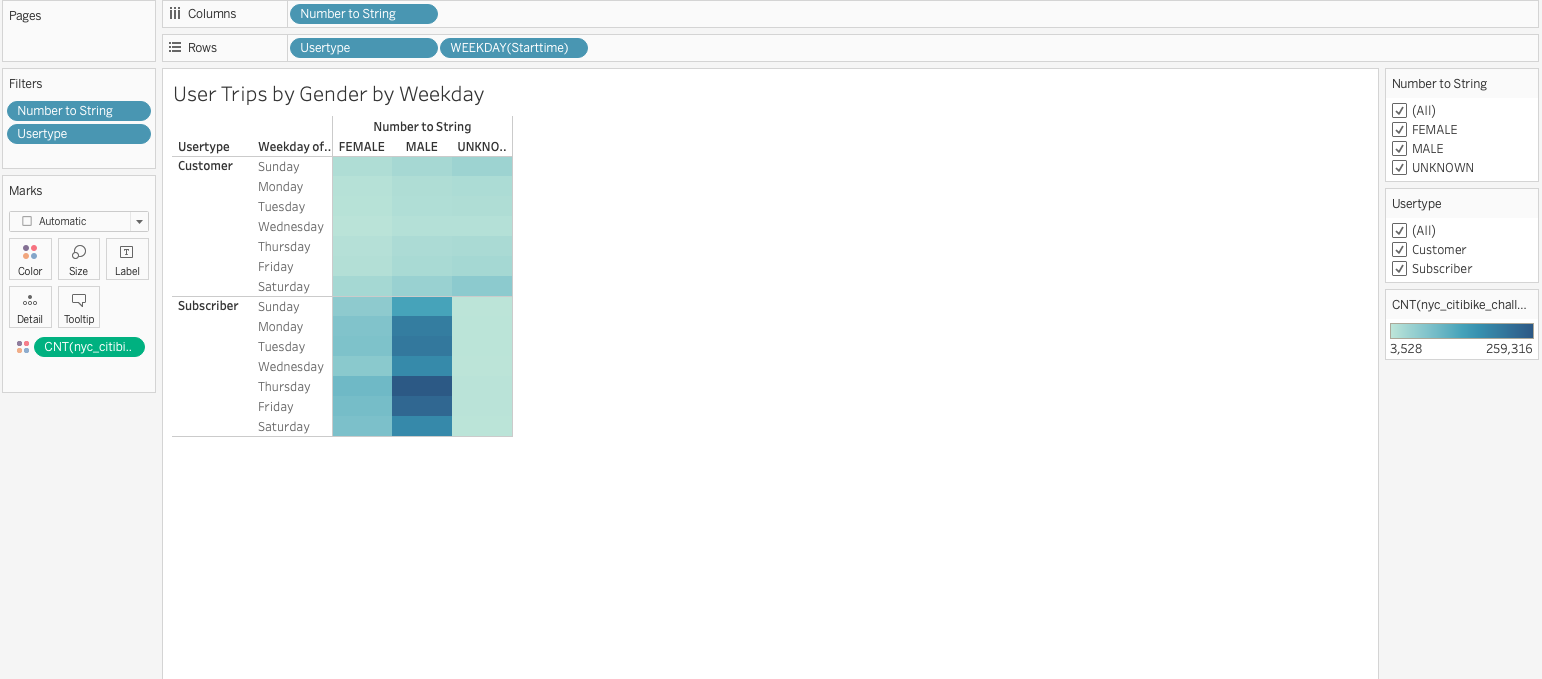 Pages
Columns
Number to String
Rows
Usertype WEEKDAY(Starttime)
Filters
Number to String
Usertype
Marks
Automatic
Color Size Label
Detail Tooltip
CNT(nyc_citibi..
User Trips by Gender by Weekday
Number to String
Usertype Weekday of.. FEMALE MALE UNKNO..
Customer Sunday
Monday
Tuesday
Wednesday
Thursday
Friday
Saturday
Subscriber Sunday
Monday
Tuesday
Wednesday
Thursday
Friday
Saturday
Number to String
(All)
FEMALE
MALE
UNKNOWN
Usertype
(All)
Customer
Subscriber
CNT(nyc_citibike_chall...
3,528 259,316